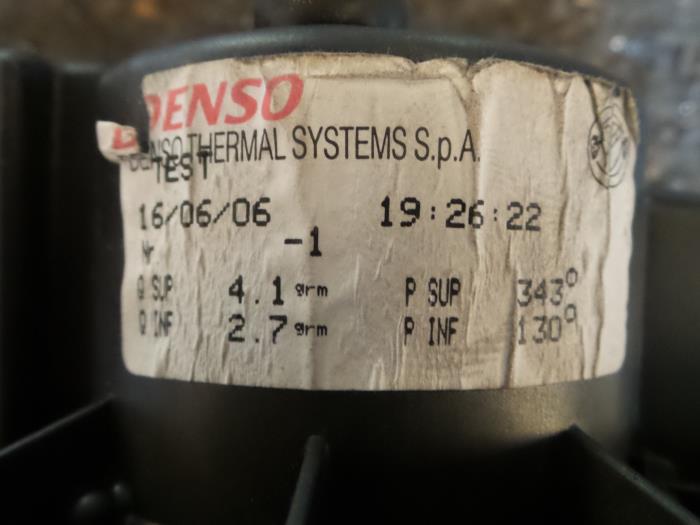 DENSO
DENSO THERMAL SYSTEMS S.p.A.
TEST
16/06/06 19:26:22
Nr. -1
Q SUP 4.1 grm P SUP 343°
Q INF 2.7 grm P INF 130°